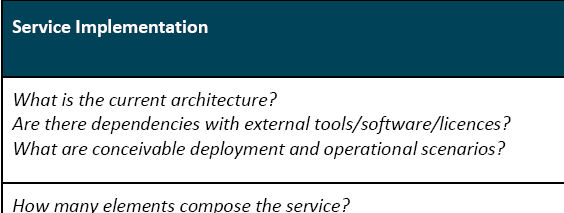 Service Implementation
What is the current architecture?
Are there dependencies with external tools/software/licences?
What are conceivable deployment and operational scenarios?
How many elements compose the service?